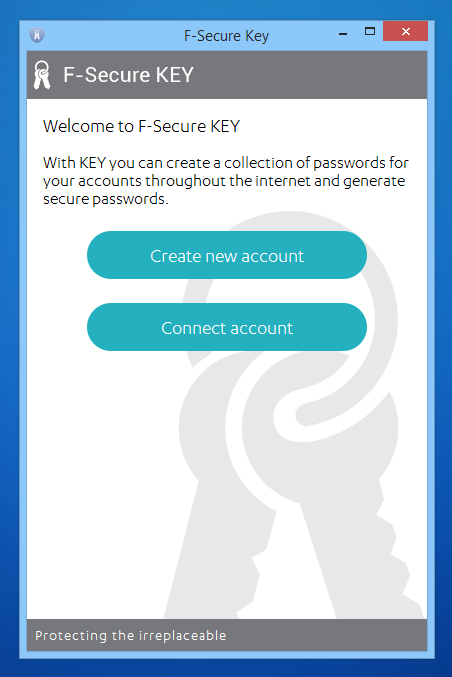 F-Secure Key
F-Secure KEY
Welcome to F-Secure KEY
With KEY you can create a collection of passwords for
your accounts throughout the internet and generate
secure passwords.
Create new account
Connect account
Protecting the irreplaceable